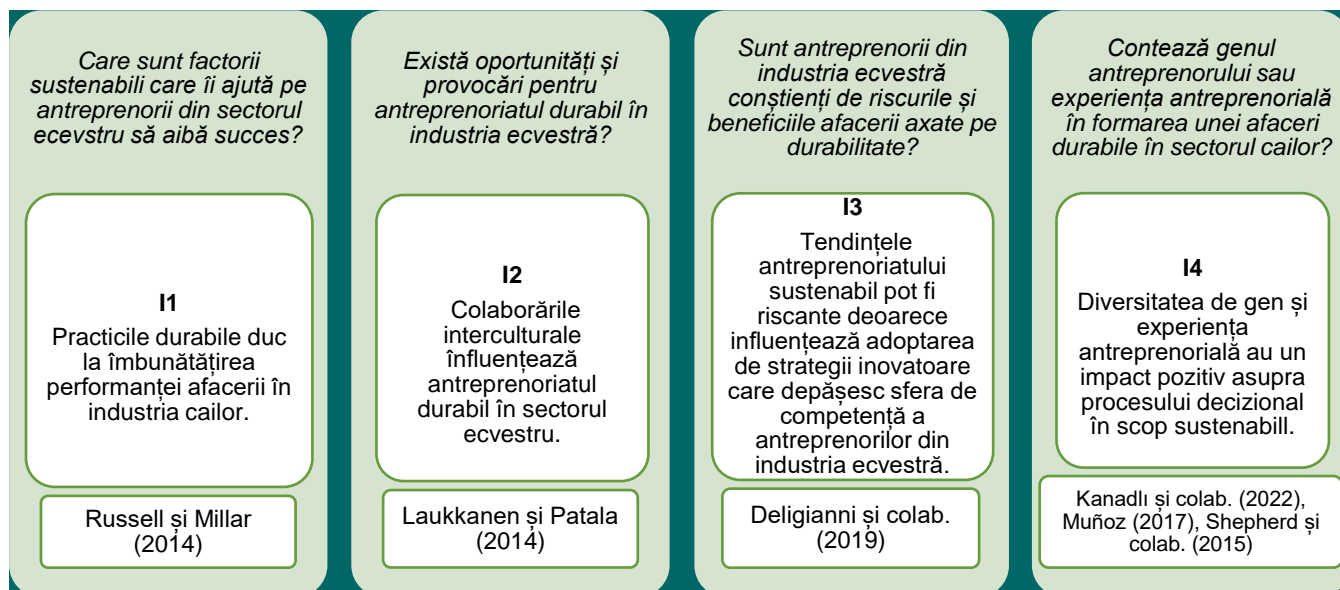 Care sunt factorii
sustenabili care îi ajută pe
antreprenorii din sectorul
ecevstru să aibă succes?
I1
Practicile durabile duc
la îmbunătățirea
performanței afacerii în
industria cailor.
Russell și Millar
(2014)
Există oportunități și
provocări pentru
antreprenoriatul durabil în
industria ecvestră?
I2
Colaborările
interculturale
înfluențează
antreprenoriatul
durabil în sectorul
ecvestru.
Laukkanen și Patala
(2014)
Sunt antreprenorii din
industria ecvestră
conștienți de riscurile și
beneficiile afacerii axate pe
durabilitate?
I3
Tendințele
antreprenoriatului
sustenabil pot fi
riscante deoarece
influențează adoptarea
de strategii inovatoare
care depășesc sfera de
competență a
antreprenorilor din
industria ecvestră.
Deligianni și colab.
(2019)
Contează genul
antreprenorului sau
experiența antreprenorială
în formarea unei afaceri
durabile în sectorul cailor?
I4
Diversitatea de gen și
experiența
antreprenorială au un
impact pozitiv asupra
procesului decizional
în scop sustenabill.
Kanadlı și colab. (2022),
Muñoz (2017), Shepherd și
colab. (2015)